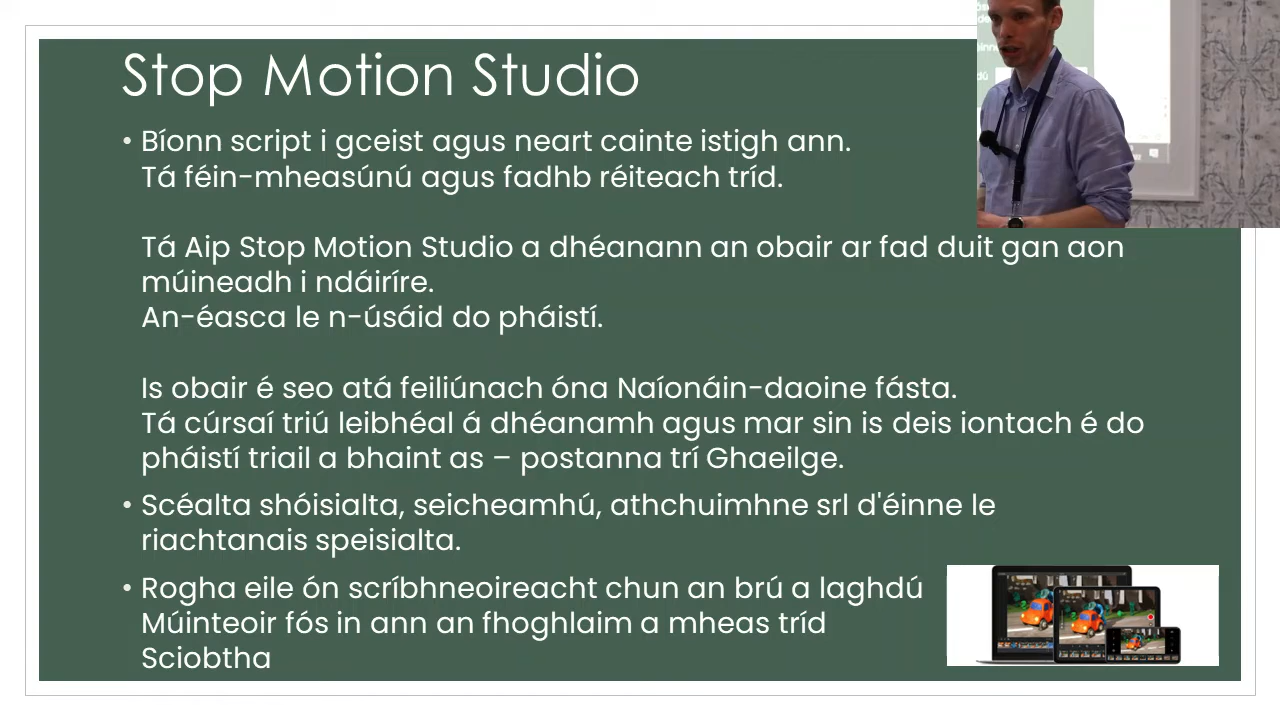 Stop Motion Studio
• Bíonn script i gceist agus neart cainte istigh ann.
Tá féin-mheasúnú agus fadhb réiteach tríd.
Tá Aip Stop Motion Studio a dhéanann an obair ar fad duit gan aon
múineadh i ndáiríre.
An-éasca le n-úsáid do pháistí.
Is obair é seo atá feiliúnach óna Naíonáin-daoine fásta.
Tá cúrsaí triú leibhéal á dhéanamh agus mar sin is deis iontach é do
pháistí triail a bhaint as – postanna trí Ghaeilge.
• Scéalta shóisialta, seicheamhú, athchuimhne srl d'éinne le
riachtanais speisialta.
• Rogha eile ón scríbhneoireacht chun an brú a laghdú
Múinteoir fós in ann an fhoghlaim a mheas tríd
Sciobtha